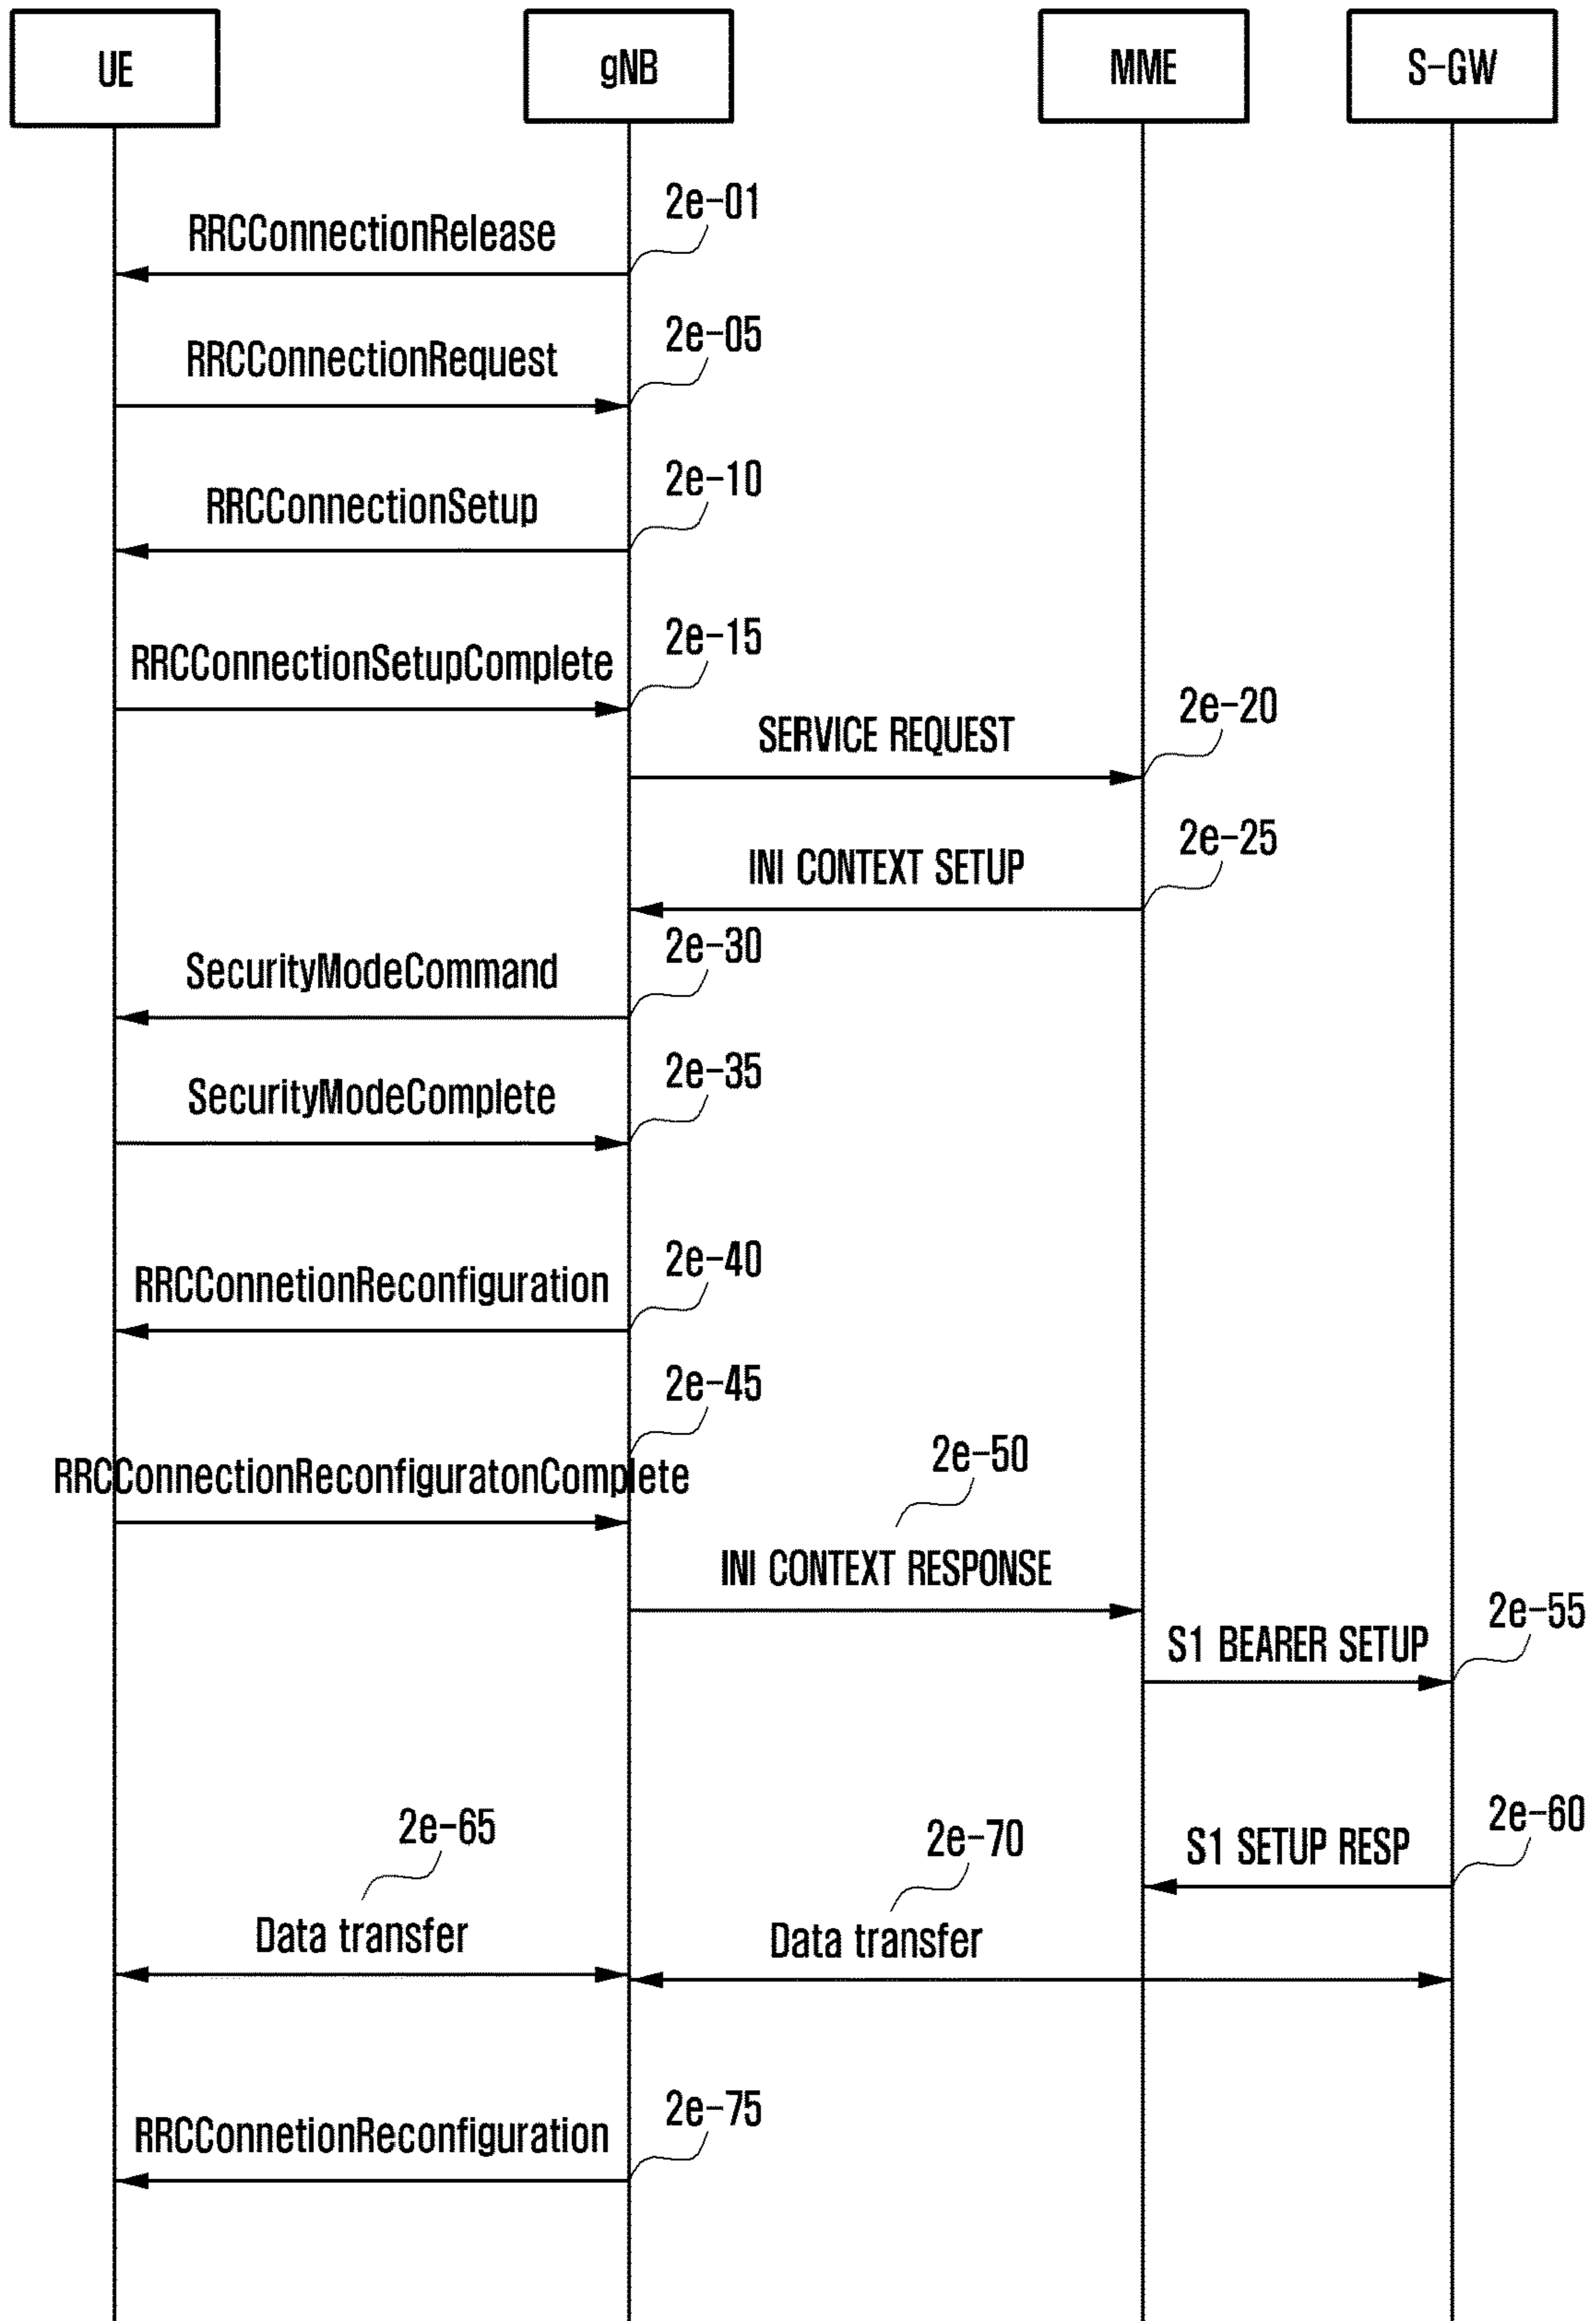 UE
gNB
MME
S-GW
2e-01
RRCConnectionRelease
2e-05
RRCConnectionRequest
2e-10
RRCConnectionSetup
2e-15
RRCConnectionSetupComplete
2e-20
SERVICE REQUEST
2e-25
INI CONTEXT SETUP
2e-30
SecurityModeCommand
2e-35
SecurityModeComplete
2e-40
RRCConnetionReconfiguration
2e-45
RRCConnectionReconfiguratonComplete
2e-50
INI CONTEXT RESPONSE
2e-55
S1 BEARER SETUP
2e-60
S1 SETUP RESP
2e-65
Data transfer
2e-70
Data transfer
2e-75
RRCConnetionReconfiguration